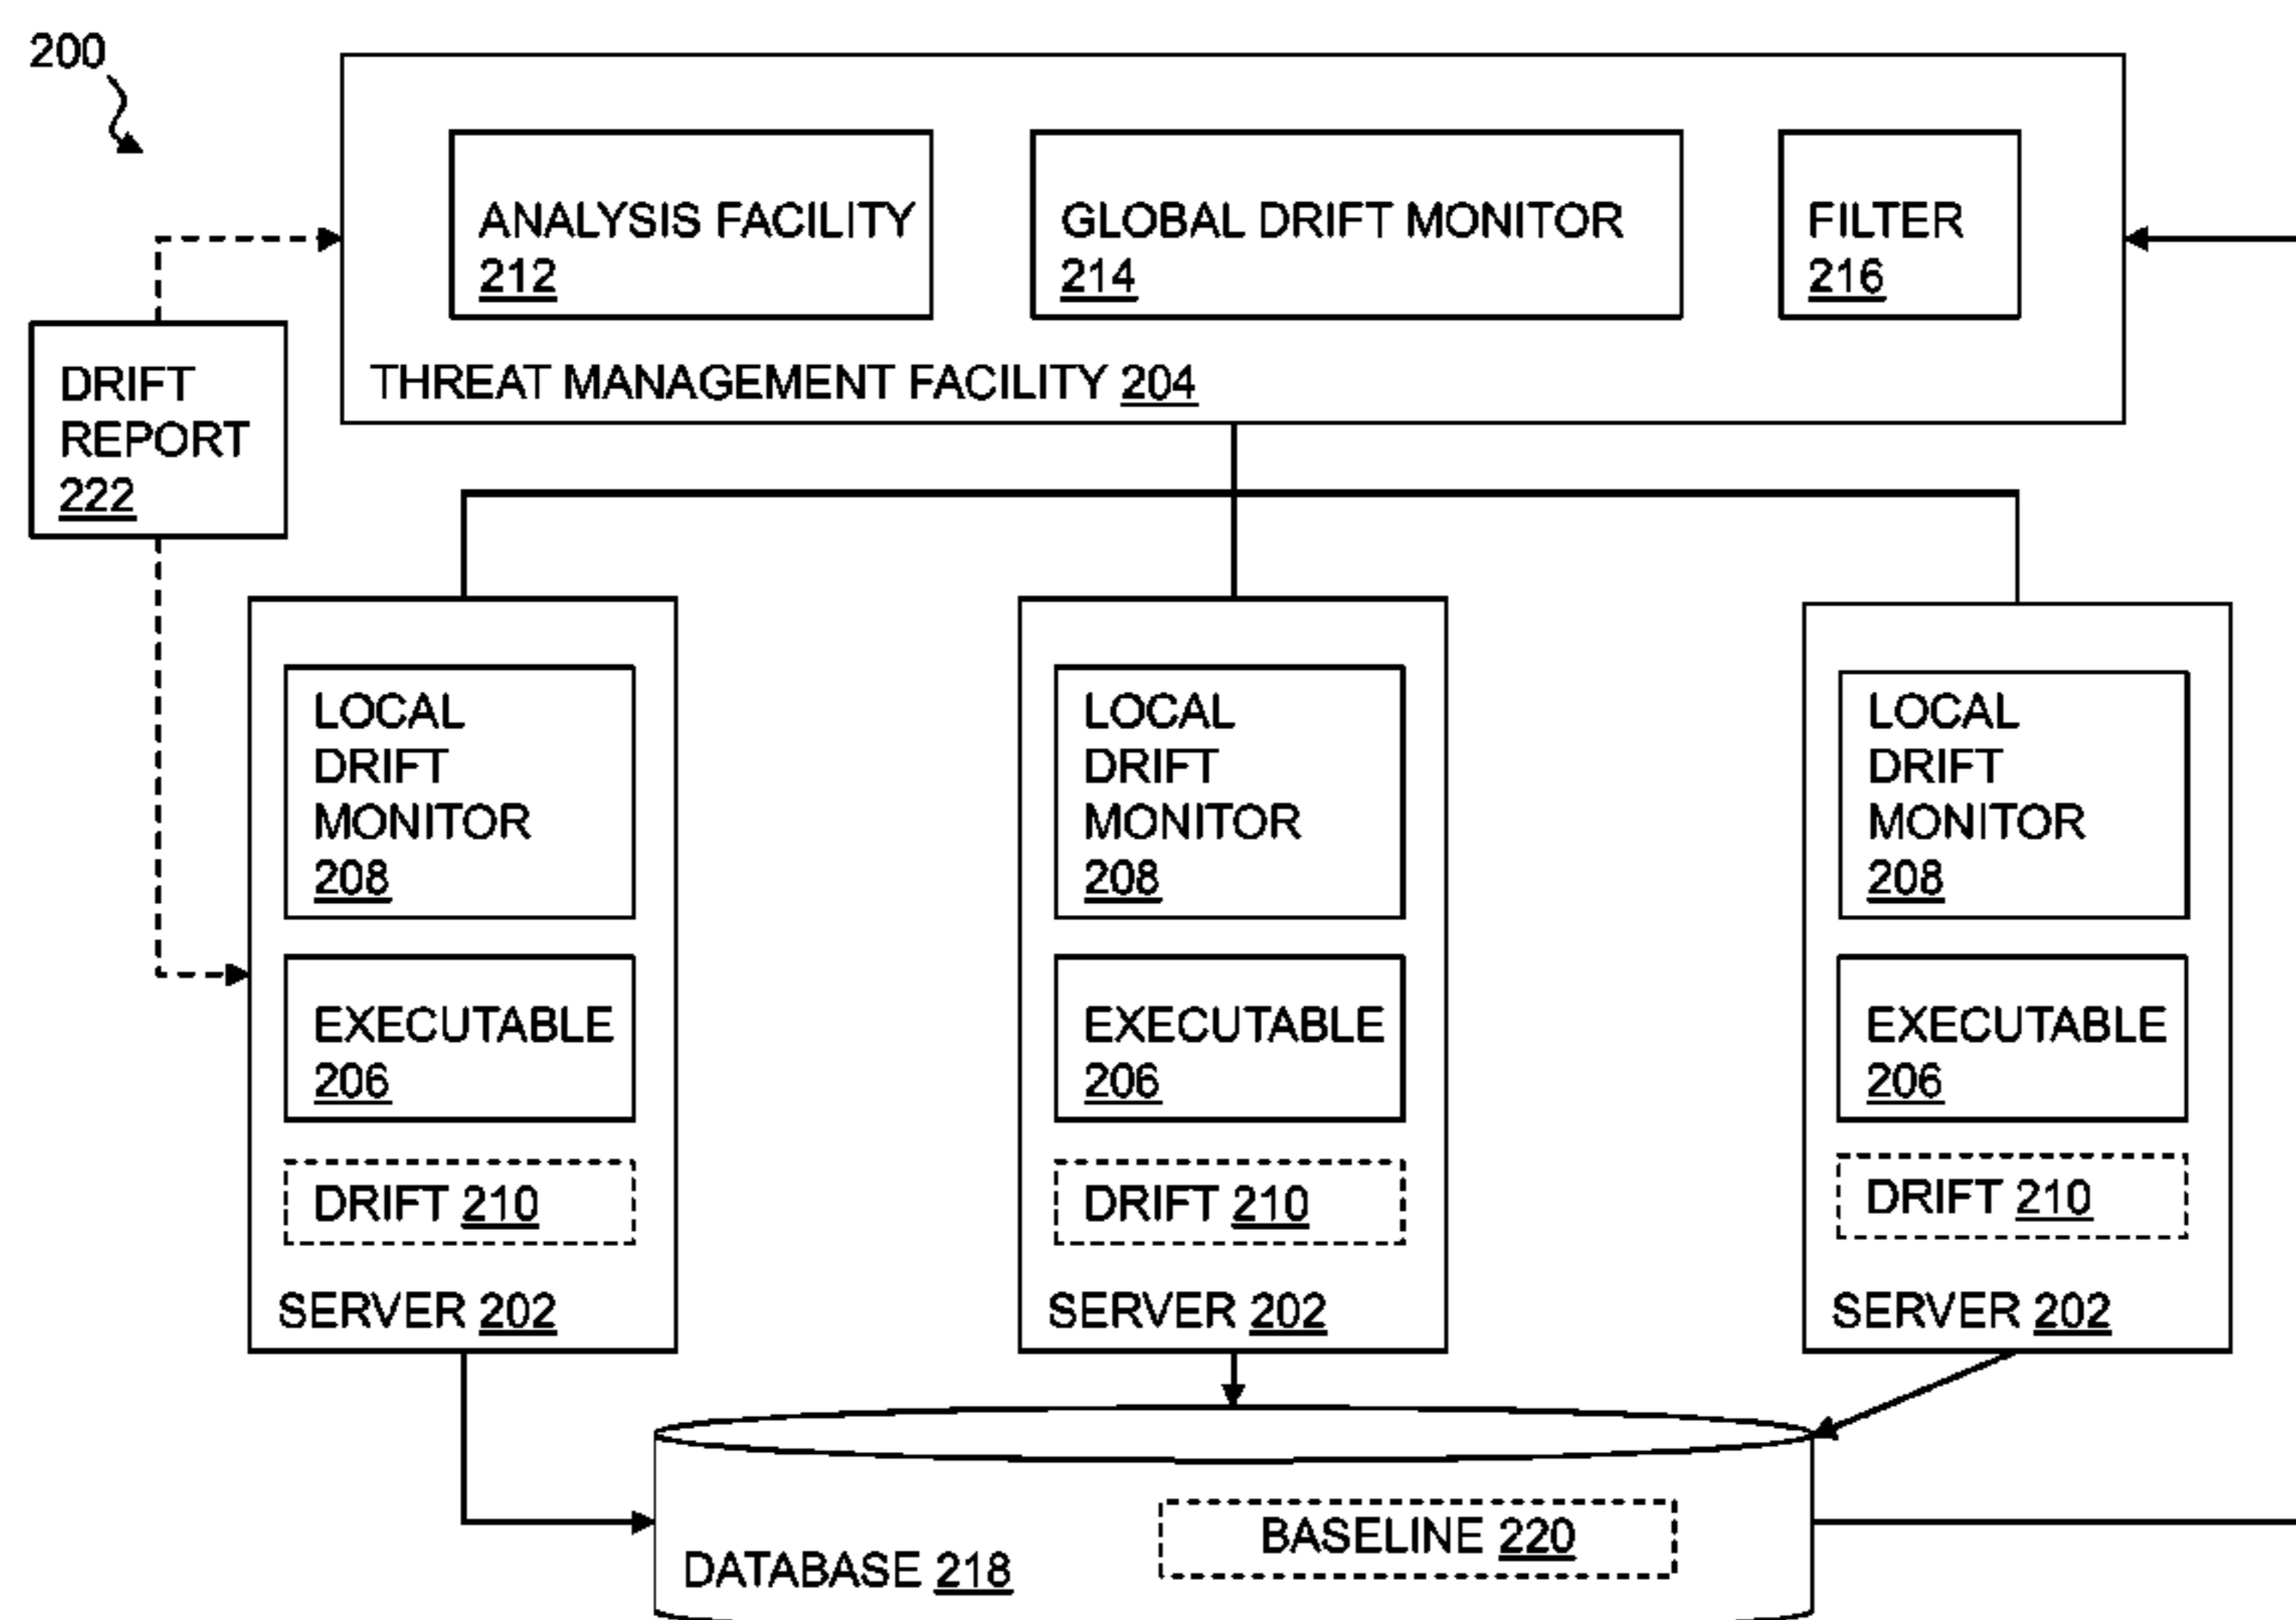 200
ANALYSIS FACILITY
212
GLOBAL DRIFT MONITOR
214
FILTER
216
THREAT MANAGEMENT FACILITY 204
DRIFT
REPORT
222
LOCAL
DRIFT
MONITOR
208
EXECUTABLE
206
DRIFT 210
SERVER 202
LOCAL
DRIFT
MONITOR
208
EXECUTABLE
206
DRIFT 210
SERVER 202
LOCAL
DRIFT
MONITOR
208
EXECUTABLE
206
DRIFT 210
SERVER 202
BASELINE 220
DATABASE 218